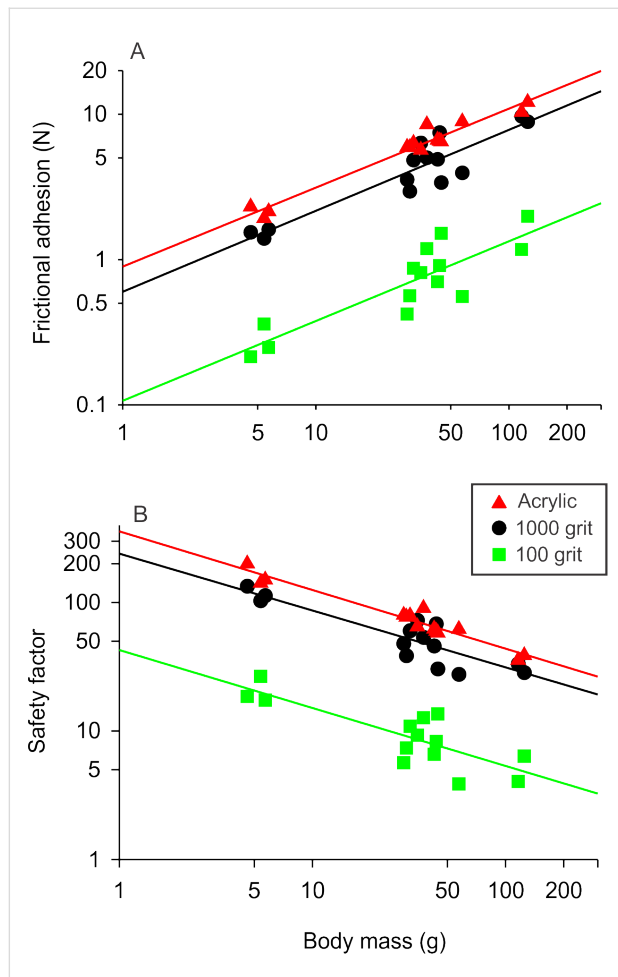 A
20
10
5
1
0.5
0.1
Frictional adhesion (N)
1 5 10 50 100 200
B
Acrylic
1000 grit
100 grit
300
200
100
50
10
5
1
Safety factor
1 5 10 50 100 200
Body mass (g)